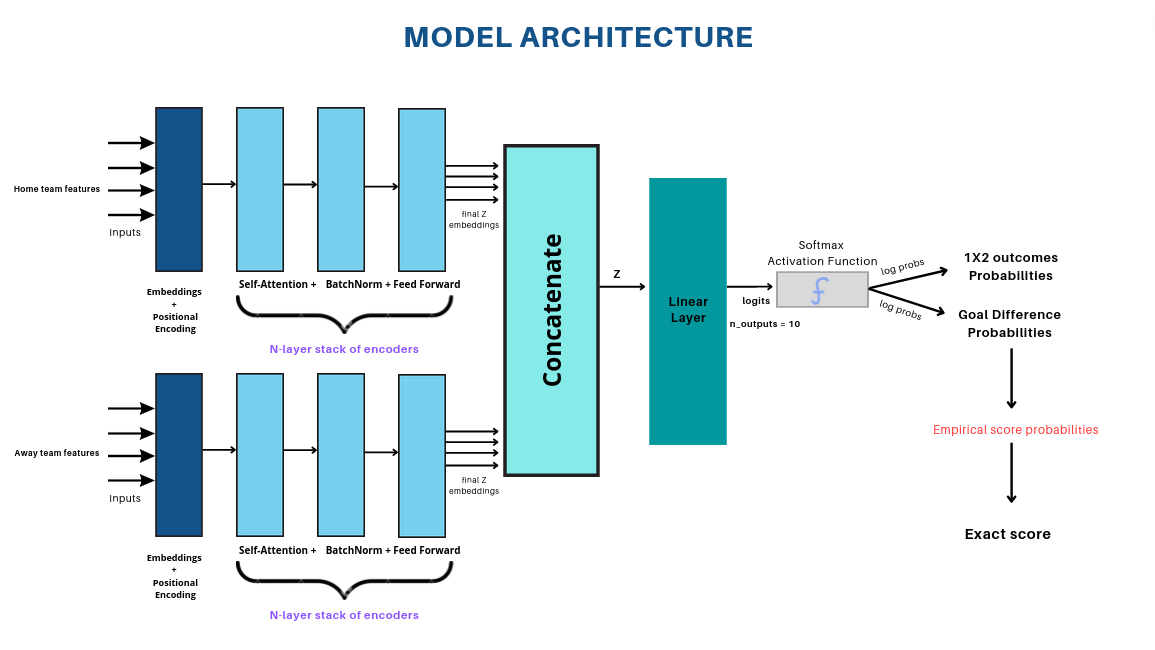 MODEL ARCHITECTURE
Home team features
Inputs
Embeddings
+
Positional
Encoding
Self-Attention +
BatchNorm +
Feed Forward
N-layer stack of encoders
final Z
embeddings
Away team features
Inputs
Embeddings
+
Positional
Encoding
Self-Attention +
BatchNorm +
Feed Forward
N-layer stack of encoders
final Z
embeddings
Concatenate
Z
Linear
Layer
logits
n_outputs = 10
Softmax
Activation Function
log probs
log probs
1X2 outcomes
Probabilities
Goal Difference
Probabilities
Empirical score probabilities
Exact score